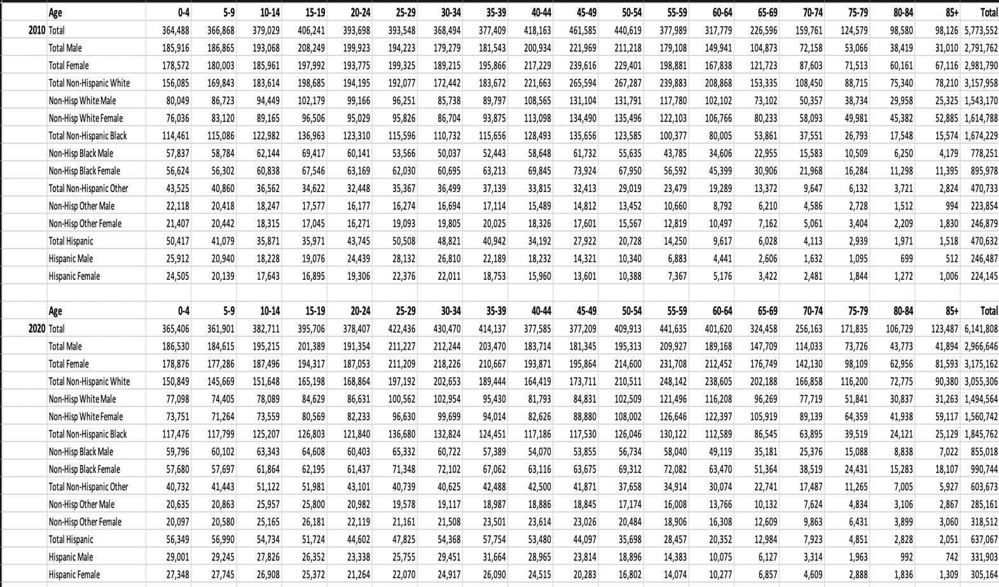 Age 0-4 5-9 10-14 15-19 20-24 25-29 30-34 35-39 40-44 45-49 50-54 55-59 60-64 65-69 70-74 75-79 80-84 85+ Total
2010 Total 364,488 366,868 379,029 406,241 393,698 393,548 368,494 377,409 418,163 461,585 440,619 377,989 317,779 226,596 159,761 124,579 98,580 98,126 5,773,552
Total Male 185,916 186,865 193,068 208,249 199,923 194,223 179,279 181,543 200,934 221,969 211,218 179,108 149,941 104,873 72,158 53,066 38,419 31,010 2,791,762
Total Female 178,572 180,003 185,961 197,992 193,775 199,325 189,215 195,866 217,229 239,616 229,401 198,881 167,838 121,723 87,603 71,513 60,161 67,116 2,981,790
Total Non-Hispanic White 156,085 169,843 183,614 198,685 194,195 192,077 172,442 183,672 221,663 265,594 267,287 239,883 208,868 153,335 108,450 88,715 75,340 78,210 3,157,958
Non-Hisp White Male 80,049 86,723 94,449 102,179 99,166 96,251 85,738 89,797 108,565 131,104 131,791 117,780 102,102 73,102 50,357 38,734 29,958 25,325 1,543,170
Non-Hisp White Female 76,036 83,120 89,165 96,506 95,029 95,826 86,704 93,875 113,098 134,490 135,496 122,103 106,766 80,233 58,093 49,981 45,382 52,885 1,614,788
Total Non-Hispanic Black 114,461 115,086 122,982 136,963 123,310 115,596 110,732 115,656 128,493 135,656 123,585 100,377 80,005 53,861 37,551 26,793 17,548 15,574 1,674,229
Non-Hisp Black Male 57,837 58,784 62,144 69,417 60,141 53,566 50,037 52,443 58,648 61,732 55,635 43,785 34,606 22,955 15,583 10,509 6,250 4,179 778,251
Non-Hisp Black Female 56,624 56,302 60,838 67,546 63,169 62,030 60,695 63,213 69,845 73,924 67,950 56,592 45,399 30,906 21,968 16,284 11,298 11,395 895,978
Total Non-Hispanic Other 43,525 40,860 36,562 34,622 32,448 35,367 36,499 37,139 33,815 32,413 29,019 23,479 19,289 13,372 9,647 6,132 3,721 2,824 470,733
Non-Hisp Other Male 22,118 20,418 18,247 17,577 16,177 16,274 16,694 17,114 15,489 14,812 13,452 10,660 8,792 6,210 4,586 2,728 1,512 994 223,854
Non-Hisp Other Female 21,407 20,442 18,315 17,045 16,271 19,093 19,805 20,025 18,326 17,601 15,567 12,819 10,497 7,162 5,061 3,404 2,209 1,830 246,879
Total Hispanic 50,417 41,079 35,871 35,971 43,745 50,508 48,821 40,942 34,192 27,922 20,728 14,250 9,617 6,028 4,113 2,939 1,971 1,518 470,632
Hispanic Male 25,912 20,940 18,228 19,076 24,439 28,132 26,810 22,189 18,232 14,321 10,340 6,883 4,441 2,606 1,632 1,095 699 512 246,487
Hispanic Female 24,505 20,139 17,643 16,895 19,306 22,376 22,011 18,753 15,960 13,601 10,388 7,367 5,176 3,422 2,481 1,844 1,272 1,006 224,145
Age 0-4 5-9 10-14 15-19 20-24 25-29 30-34 35-39 40-44 45-49 50-54 55-59 60-64 65-69 70-74 75-79 80-84 85+ Total
2020 Total 365,406 361,901 382,711 395,706 378,407 422,436 430,470 414,137 377,585 377,209 409,913 441,635 401,620 324,458 256,163 171,835 106,729 123,487 6,141,808
Total Male 186,530 184,615 195,215 201,389 191,354 211,227 212,244 203,470 183,714 181,345 195,313 209,927 189,168 147,709 114,033 73,726 43,773 41,894 2,966,646
Total Female 178,876 177,286 187,496 194,317 187,053 211,209 218,226 210,667 193,871 195,864 214,600 231,708 212,452 176,749 142,130 98,109 62,956 81,593 3,175,162
Total Non-Hispanic White 150,849 145,669 151,648 165,198 168,864 197,192 202,653 189,444 164,419 173,711 210,511 248,142 238,605 202,188 166,858 116,200 72,775 90,380 3,055,306
Non-Hisp White Male 77,098 74,405 78,089 84,629 86,631 100,562 102,954 95,430 81,793 84,831 102,509 121,496 116,208 96,269 77,719 51,841 30,837 31,263 1,494,564
Non-Hisp White Female 73,751 71,264 73,559 80,569 82,233 96,630 99,699 94,014 82,626 88,880 108,002 126,646 122,397 105,919 89,139 64,359 41,938 59,117 1,560,742
Total Non-Hispanic Black 117,476 117,799 125,207 126,803 121,840 136,680 132,824 124,451 117,186 117,530 126,046 130,122 112,589 86,545 63,895 39,519 24,121 25,129 1,845,762
Non-Hisp Black Male 59,796 60,102 63,343 64,608 60,403 65,332 60,722 57,389 54,070 53,855 56,734 58,040 49,119 35,181 25,376 15,088 8,838 7,022 855,018
Non-Hisp Black Female 57,680 57,697 61,864 62,195 61,437 71,348 72,102 67,062 63,116 63,675 69,312 72,082 63,470 51,364 38,519 24,431 15,283 18,107 990,744
Total Non-Hispanic Other 40,732 41,443 51,122 51,981 43,101 40,739 40,625 42,488 42,500 41,871 37,658 34,914 30,074 22,741 17,487 11,265 7,005 5,927 603,673
Non-Hisp Other Male 20,635 20,863 25,957 25,800 20,982 19,578 19,117 18,987 18,886 18,845 17,174 16,008 13,766 10,132 7,624 4,834 3,106 2,867 285,161
Non-Hisp Other Female 20,097 20,580 25,165 26,181 22,119 21,161 21,508 23,501 23,614 23,026 20,484 18,906 16,308 12,609 9,863 6,431 3,899 3,060 318,512
Total Hispanic 56,349 56,990 54,734 51,724 44,602 47,825 54,368 57,754 53,480 44,097 35,698 28,457 20,352 12,984 7,923 4,851 2,828 2,051 637,067
Hispanic Male 29,001 29,245 27,826 26,352 23,338 25,755 29,451 31,664 28,965 23,814 18,896 14,383 10,075 6,127 3,314 1,963 992 742 331,903
Hispanic Female 27,348 27,745 26,908 25,372 21,264 22,070 24,917 26,090 24,515 20,283 16,802 14,074 10,277 6,857 4,609 2,888 1,836 1,309 305,164